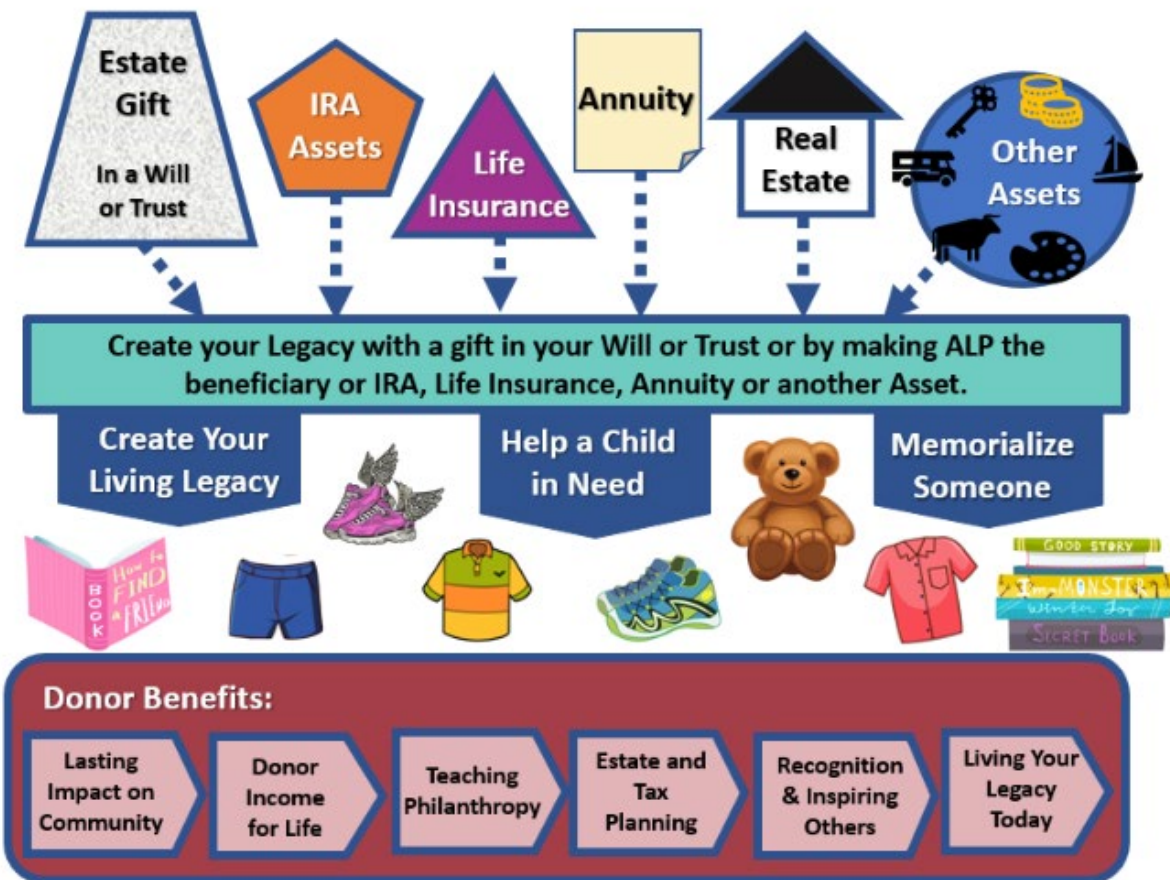 Estate
Gift
In a Will
or Trust
IRA
Assets
Life
Insurance
Annuity
Real
Estate
Other
Assets
Create your Legacy with a gift in your Will or Trust or by making ALP the
beneficiary or IRA, Life Insurance, Annuity or another Asset.
Create Your
Living Legacy
Help a Child
in Need
Memorialize
Someone
BOOK
How to
FIND
a FRIEND
GOOD STORY
I'm MONSTER
Winter Joy
SECRET BOOK
Donor Benefits:
Lasting
Impact on
Community
Donor
Income
for Life
Teaching
Philanthropy
Estate and
Tax
Planning
Recognition
& Inspiring
Others
Living Your
Legacy
Today